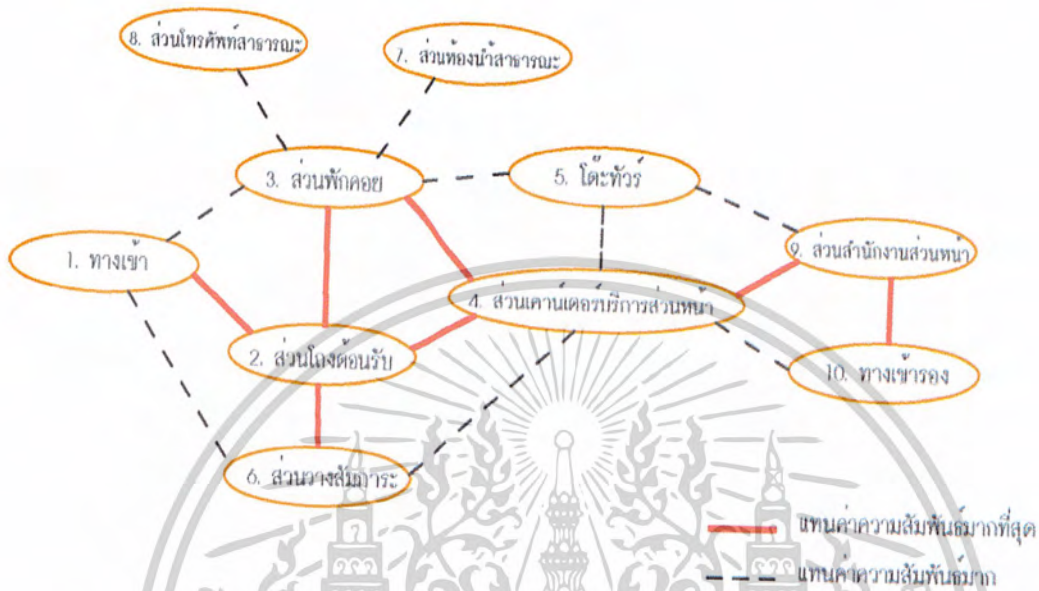 8. ส่วนโทรศัพท์สาธารณะ
7. ส่วนห้องน้ำสาธารณะ
3. ส่วนพักคอย
5. โต๊ะทัวร์
1. ทางเข้า
9. ส่วนสำนักงานส่วนหน้า
4. ส่วนเคาน์เตอร์บริการส่วนหน้า
2. ส่วนโถงต้อนรับ
10. ทางเข้ารอง
6. ส่วนวางสัมภาระ
แทนค่าความสัมพันธ์มากที่สุด
แทนค่าความสัมพันธ์มาก